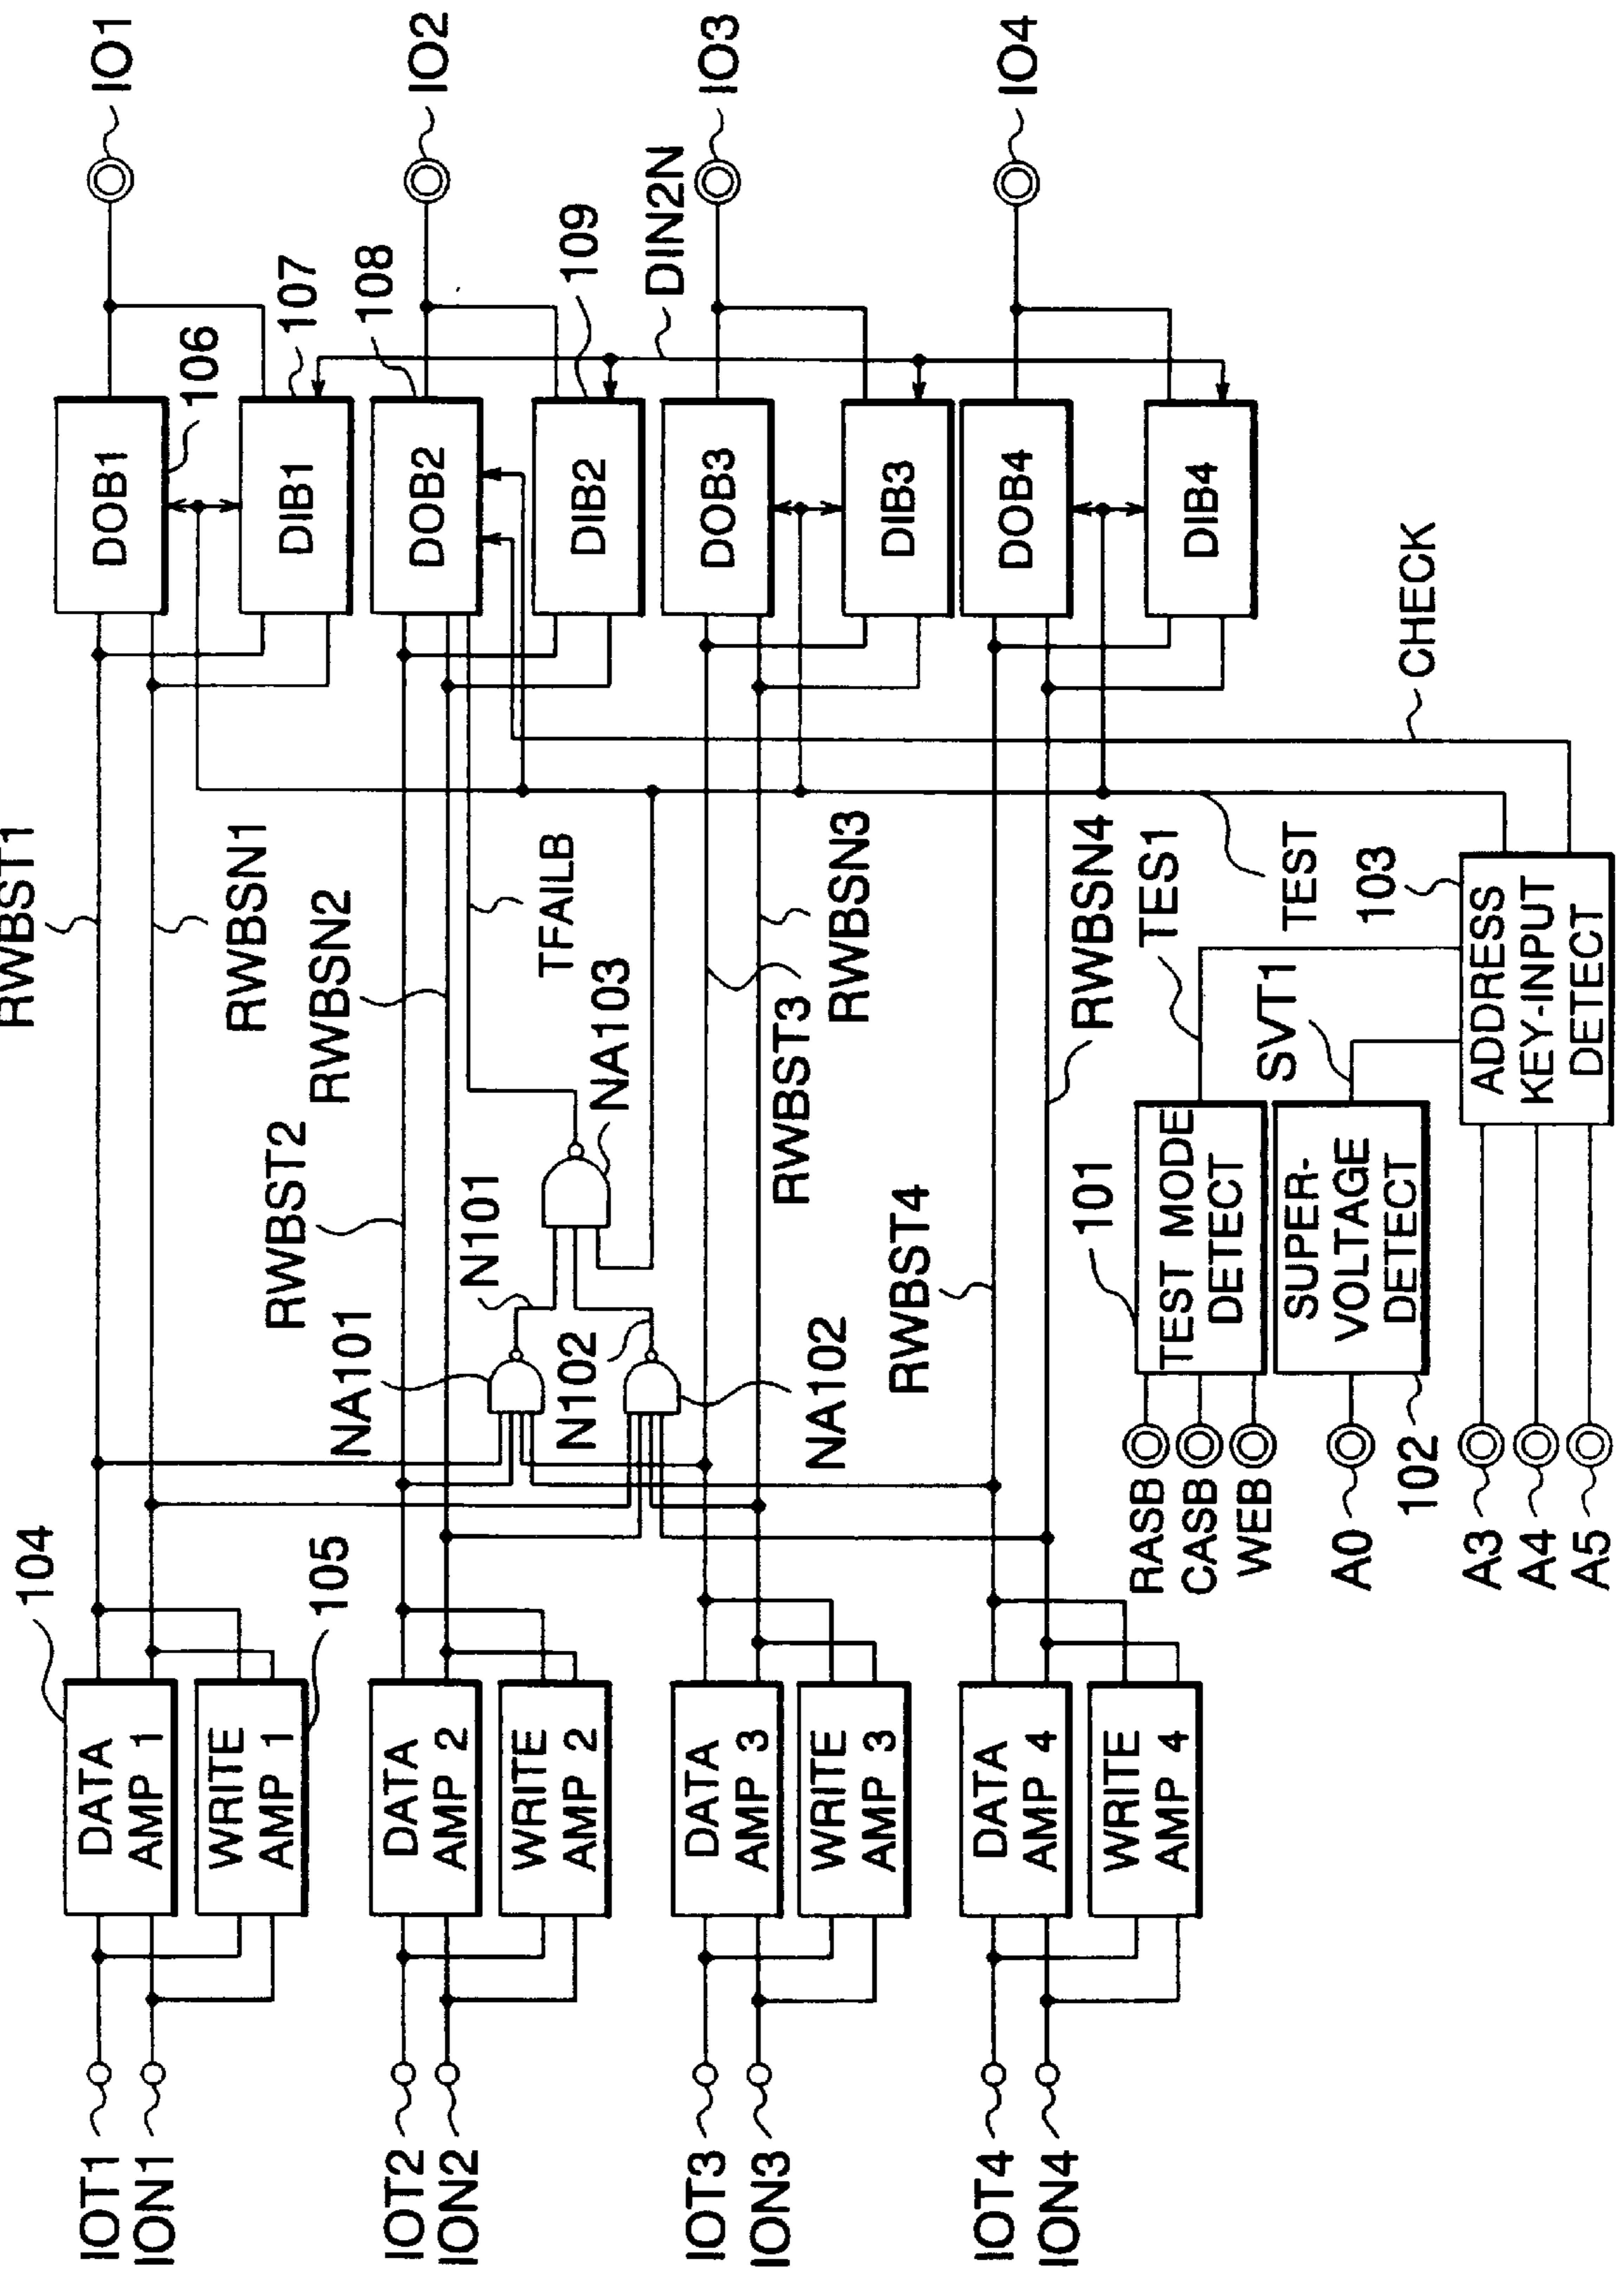 IO1
IO2
IO3
IO4
DIN2N
106
107
108
109
DOB1
DIB1
DOB2
DIB2
DOB3
DIB3
DOB4
DIB4
CHECK
RWBST1
RWBSN1
RWBSN2
TFAILB
RWBSN3
RWBSN4
TES1
TEST
103
ADDRESS
KEY-INPUT
DETECT
SVT1
RWBST2
NA103
RWBST3
N101
RWBST4
101
TEST MODE
DETECT
SUPER-
VOLTAGE
DETECT
NA101
N102
NA102
RASB
CASB
WEB
A0
102
A3
A4
A5
104
105
DATA
AMP 1
WRITE
AMP 1
DATA
AMP 2
WRITE
AMP 2
DATA
AMP 3
WRITE
AMP 3
DATA
AMP 4
WRITE
AMP 4
IOT1
ION1
IOT2
ION2
IOT3
ION3
IOT4
ION4